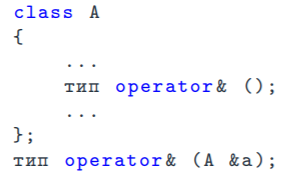 class A
{
    ...
    тип operator& ();
    ...
};
тип operator& (A &a);